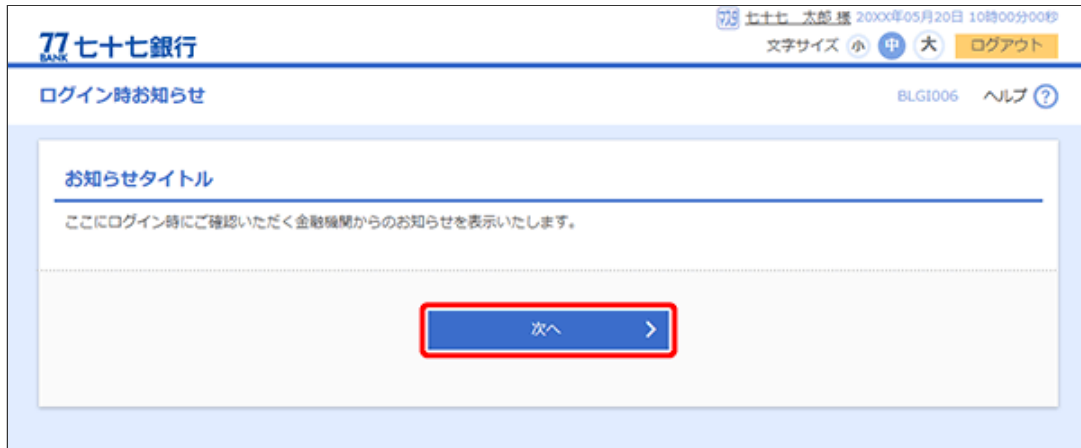 七十七 太郎 様 20XX年05月20日 10時00分00秒
77 BANK 七十七銀行
文字サイズ 小 中 大 ログアウト
ログイン時お知らせ
BLGI006 ヘルプ ?
お知らせタイトル
ここにログイン時にご確認いただく金融機関からのお知らせを表示いたします。
次へ